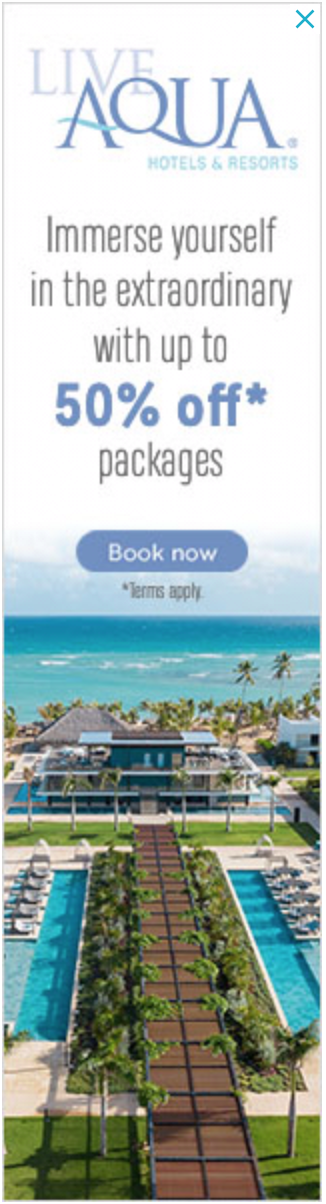 LIVE
AQUA®
HOTELS & RESORTS
Immerse yourself
in the extraordinary
with up to
50% off*
packages
Book now
*Terms apply.